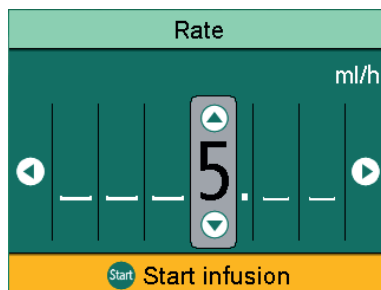 Rate
ml/h
_ _ _ 5 . _ _
Start Start infusion